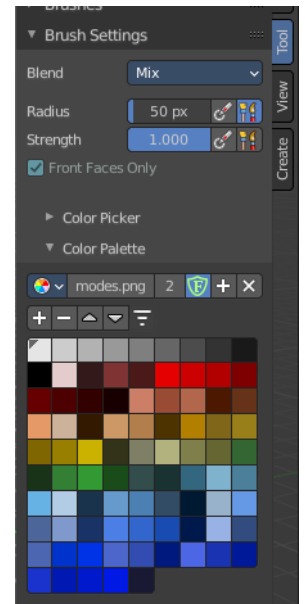 Brushes
Brush Settings
Blend
Mix
Radius
50 px
Strength
1.000
Front Faces Only
Color Picker
Color Palette
modes.png
2
F
Tool
View
Create